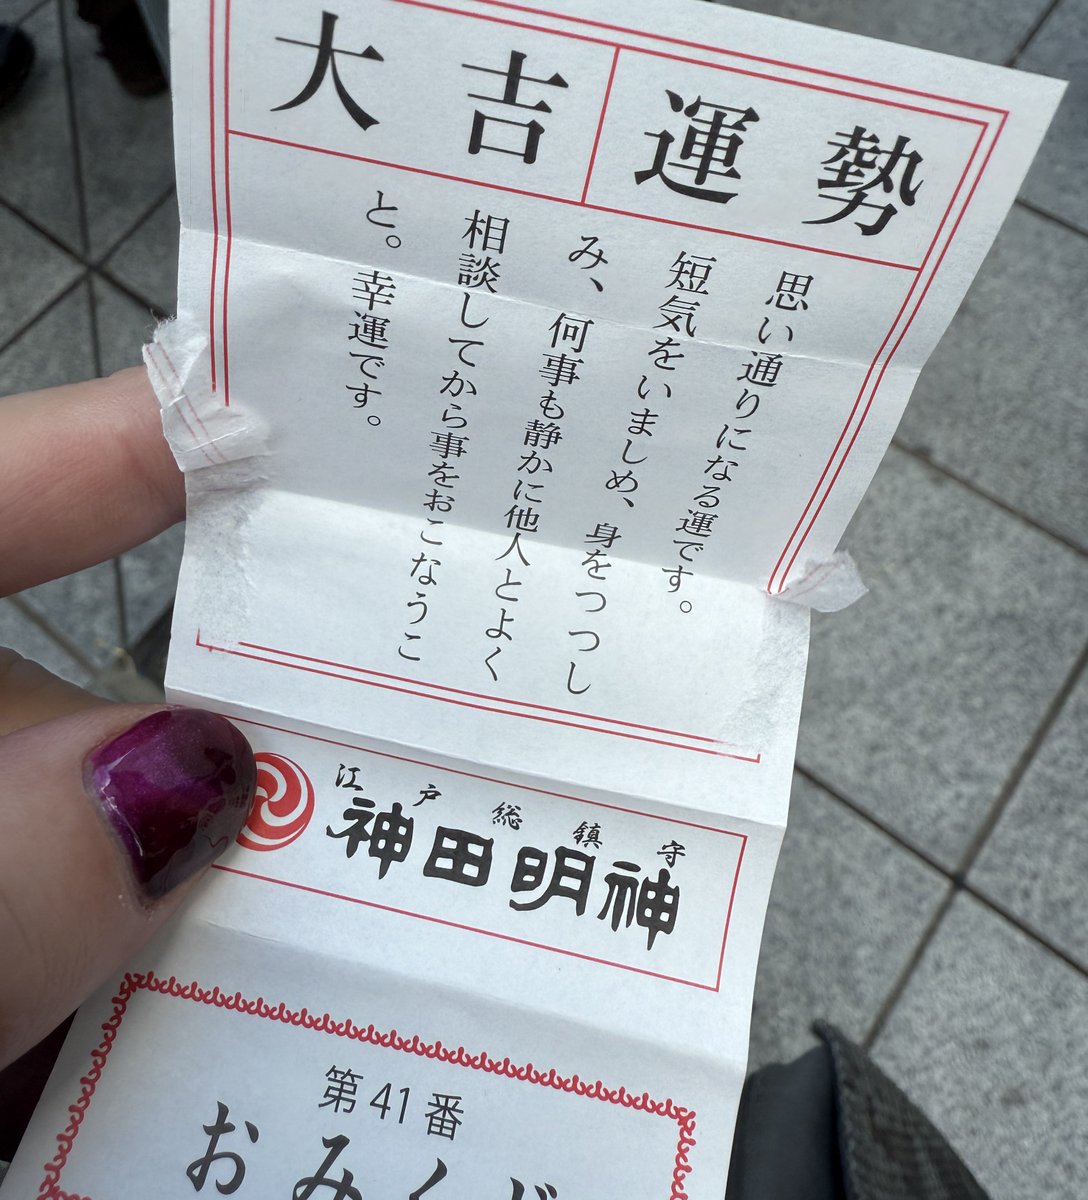 大吉 運勢
思い通りになる運です。
短気をいましめ、身をつつし
み、何事も静かに他人とよく
相談してから事をおこなうこ
と。幸運です。
江戸総鎮守
神田明神
第41番
おみく